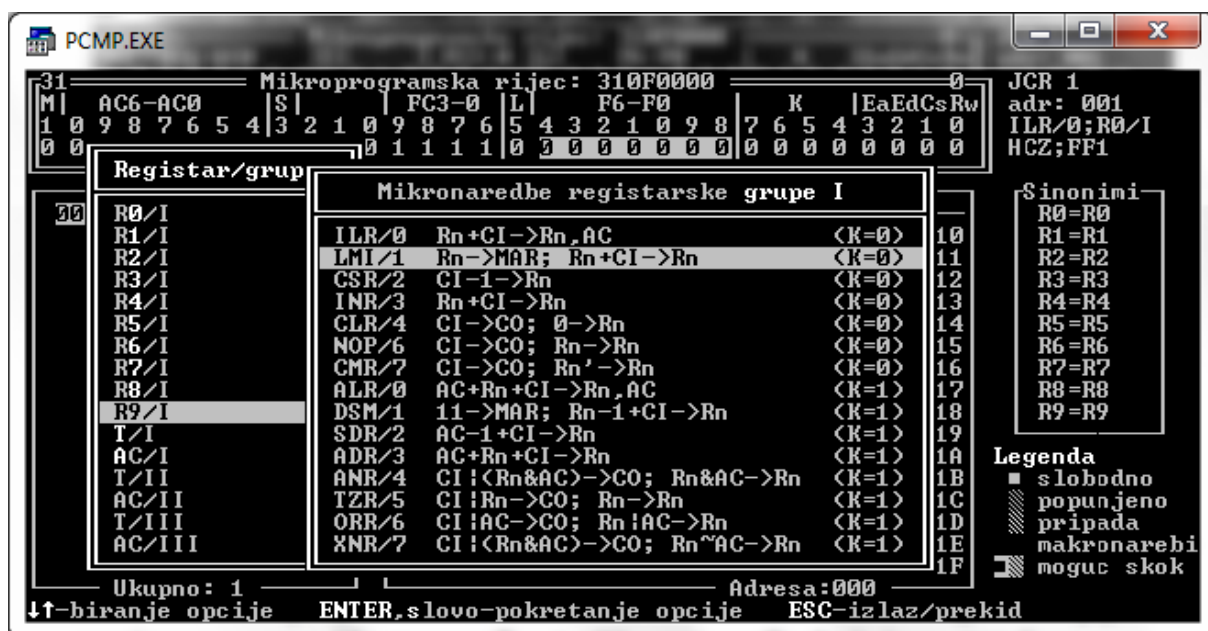 PCMP.EXE
31 Mikroprogramska rijec: 310F0000 0 JCR 1
M| AC6-AC0 |S| FC3-0 |L| F6-F0 | K |EaEdCsRw adr: 001
1 0 9 8 7 6 5 4|3 2 1 0 9 8 7 6|5 4 3 2 1 0 9 8|7 6 5 4 3 2 1 0 ILR/0;R0/I
0 0 0 1 1 1 1|0 0 0 0 0 0 0 0|0 0 0 0 0 0 0 0 HCZ;FF1
Registar/grup
Mikronaredbe registarske grupe I
Sinonimi
00 R0/I R0=R0
R1/I ILR/0 Rn+CI->Rn,AC (K=0) 10 R1=R1
R2/I LMI/1 Rn->MAR; Rn+CI->Rn (K=0) 11 R2=R2
R3/I CSR/2 CI-1->Rn (K=0) 12 R3=R3
R4/I INR/3 Rn+CI->Rn (K=0) 13 R4=R4
R5/I CLR/4 CI->CO; 0->Rn (K=0) 14 R5=R5
R6/I NOP/6 CI->CO; Rn->Rn (K=0) 15 R6=R6
R7/I CMR/7 CI->CO; Rn'->Rn (K=0) 16 R7=R7
R8/I ALR/0 AC+Rn+CI->Rn,AC (K=1) 17 R8=R8
R9/I DSM/1 11->MAR; Rn-1+CI->Rn (K=1) 18 R9=R9
T/I SDR/2 AC-1+CI->Rn (K=1) 19
AC/I ADR/3 AC+Rn+CI->Rn (K=1) 1A Legenda
T/II ANR/4 CI¦(Rn&AC)->CO; Rn&AC->Rn (K=1) 1B slobodno
AC/II TZR/5 CI¦Rn->CO; Rn->Rn (K=1) 1C popunjeno
T/III ORR/6 CI¦AC->CO; Rn¦AC->Rn (K=1) 1D pripada
AC/III XNR/7 CI¦(Rn&AC)->CO; Rn~AC->Rn (K=1) 1E makronarebi
1F moguc skok
Ukupno: 1 Adresa:000
↓↑-biranje opcije ENTER,slovo-pokretanje opcije ESC-izlaz/prekid